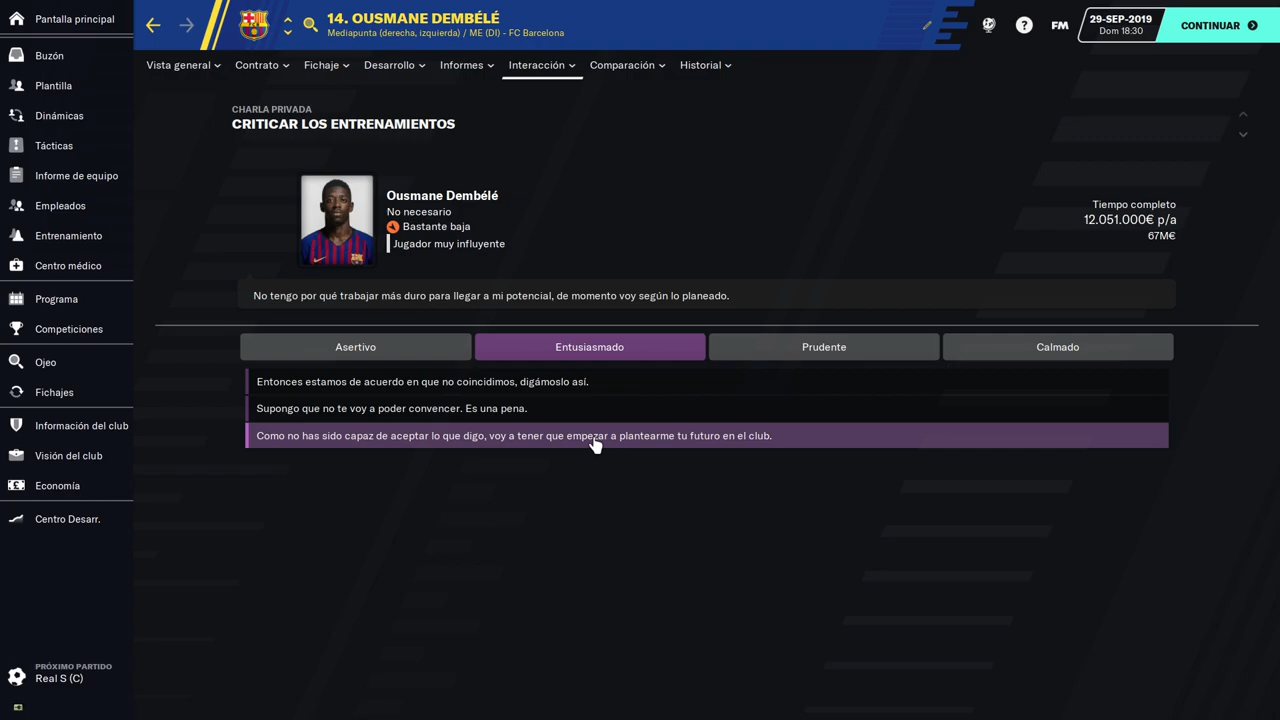 Pantalla principal
Buzón
Plantilla
Dinámicas
Tácticas
Informe de equipo
Empleados
Entrenamiento
Centro médico
Programa
Competiciones
Ojeo
Fichajes
Información del club
Visión del club
Economía
Centro Desarr.
PRÓXIMO PARTIDO
Real S (C)
14. OUSMANE DEMBÉLÉ
Mediapunta (derecha, izquierda) / ME (DI) - FC Barcelona
FM
29-SEP-2019
Dom 18:30
CONTINUAR
Vista general Contrato Fichaje Desarrollo Informes Interacción Comparación Historial
CHARLA PRIVADA
CRITICAR LOS ENTRENAMIENTOS
Ousmane Dembélé
No necesario
Bastante baja
Jugador muy influyente
Tiempo completo
12.051.000€ p/a
67M€
No tengo por qué trabajar más duro para llegar a mi potencial, de momento voy según lo planeado.
Asertivo Entusiasmado Prudente Calmado
Entonces estamos de acuerdo en que no coincidimos, digámoslo así.
Supongo que no te voy a poder convencer. Es una pena.
Como no has sido capaz de aceptar lo que digo, voy a tener que empezar a plantearme tu futuro en el club.